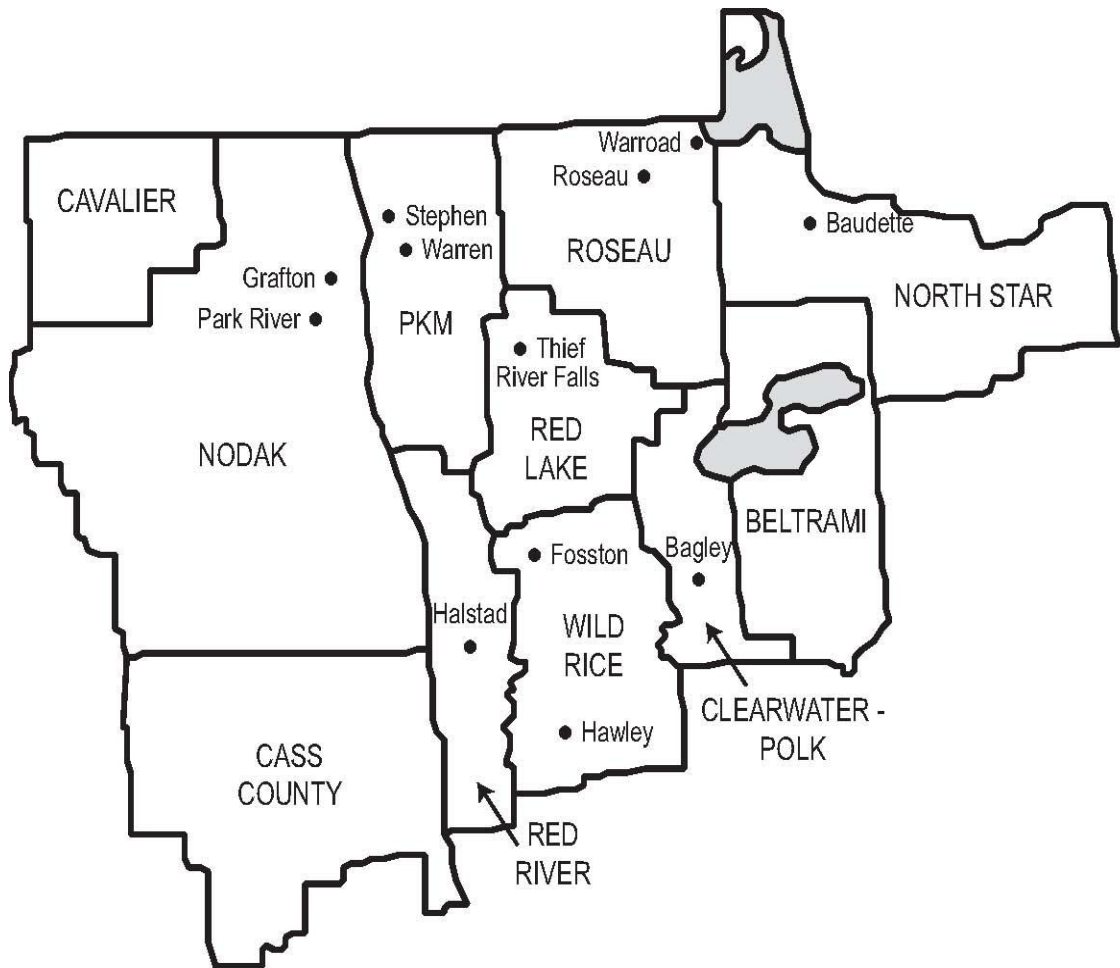 Warroad
Roseau
CAVALIER
Stephen
Baudette
Warren
ROSEAU
Grafton
NORTH STAR
Park River
PKM
Thief
River Falls
NODAK
RED
LAKE
BELTRAMI
Bagley
Fosston
Halstad
WILD
RICE
CLEARWATER -
POLK
Hawley
CASS
COUNTY
RED
RIVER